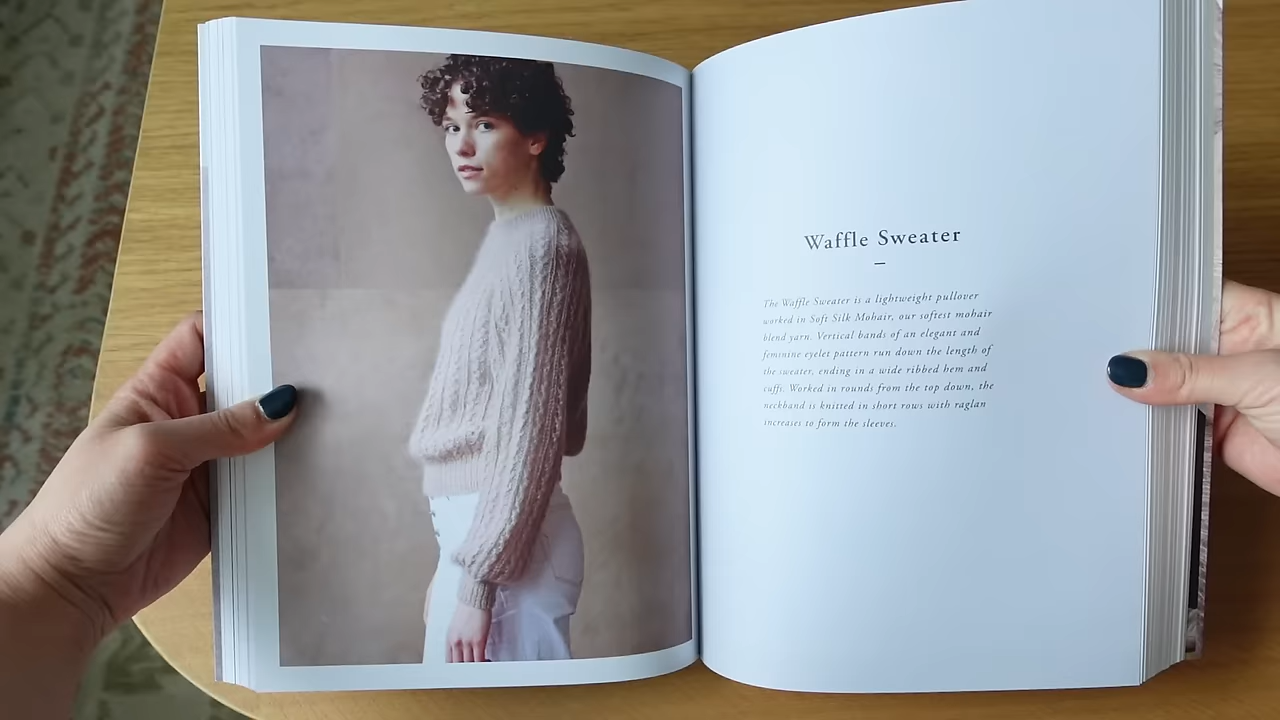 Waffle Sweater
The Waffle Sweater is a lightweight pullover
worked in Soft Silk Mohair, our softest mohair
blend yarn. Vertical bands of an elegant and
feminine eyelet pattern run down the length of
the sweater, ending in a wide ribbed hem and
cuffs. Worked in rounds from the top down, the
neckband is knitted in short rows with raglan
increases to form the sleeves.